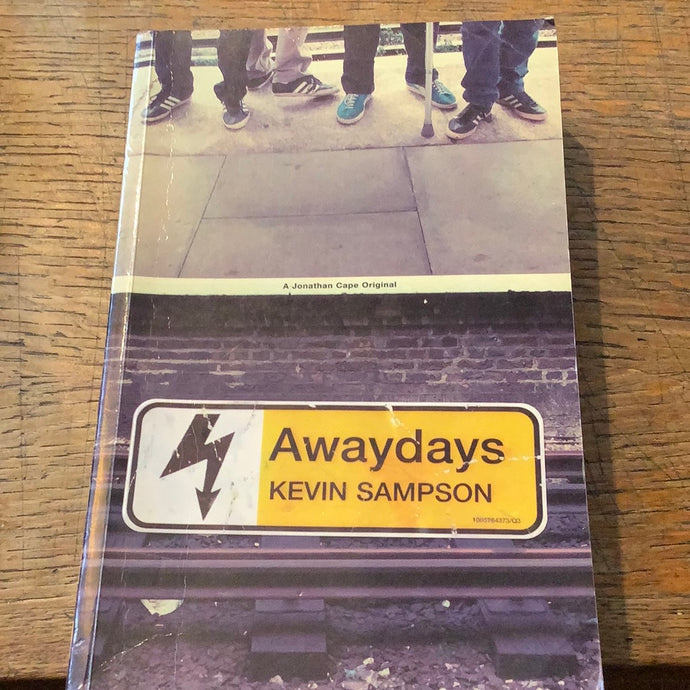 A Jonathan Cape Original
Awaydays
KEVIN SAMPSON